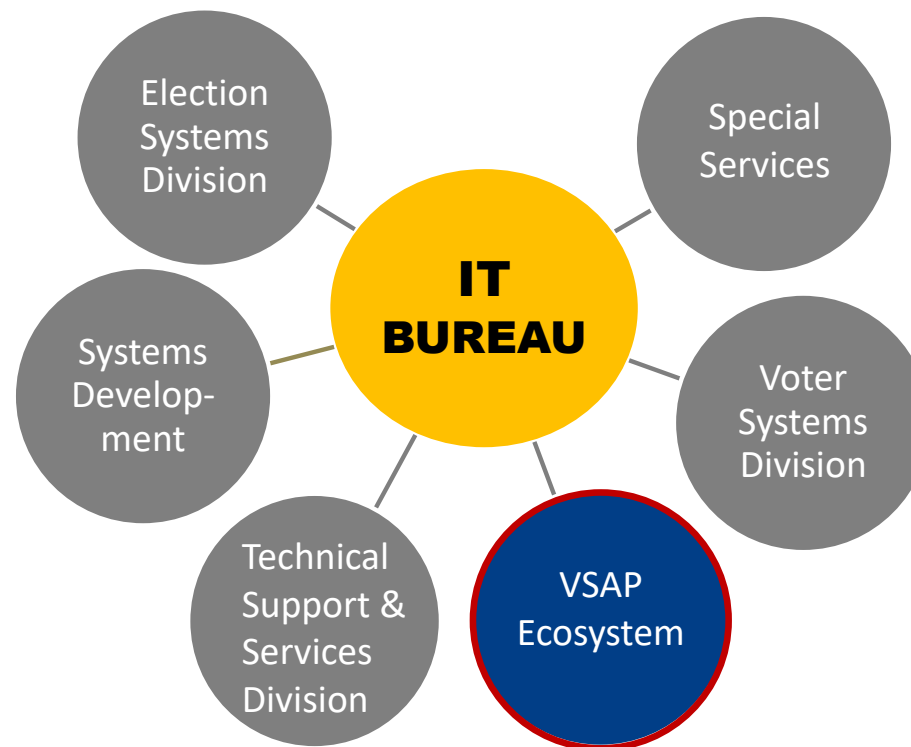 Election
Systems
Division
Special
Services
IT
BUREAU
Systems
Develop-
ment
Voter
Systems
Division
Technical
Support &
Services
Division
VSAP
Ecosystem